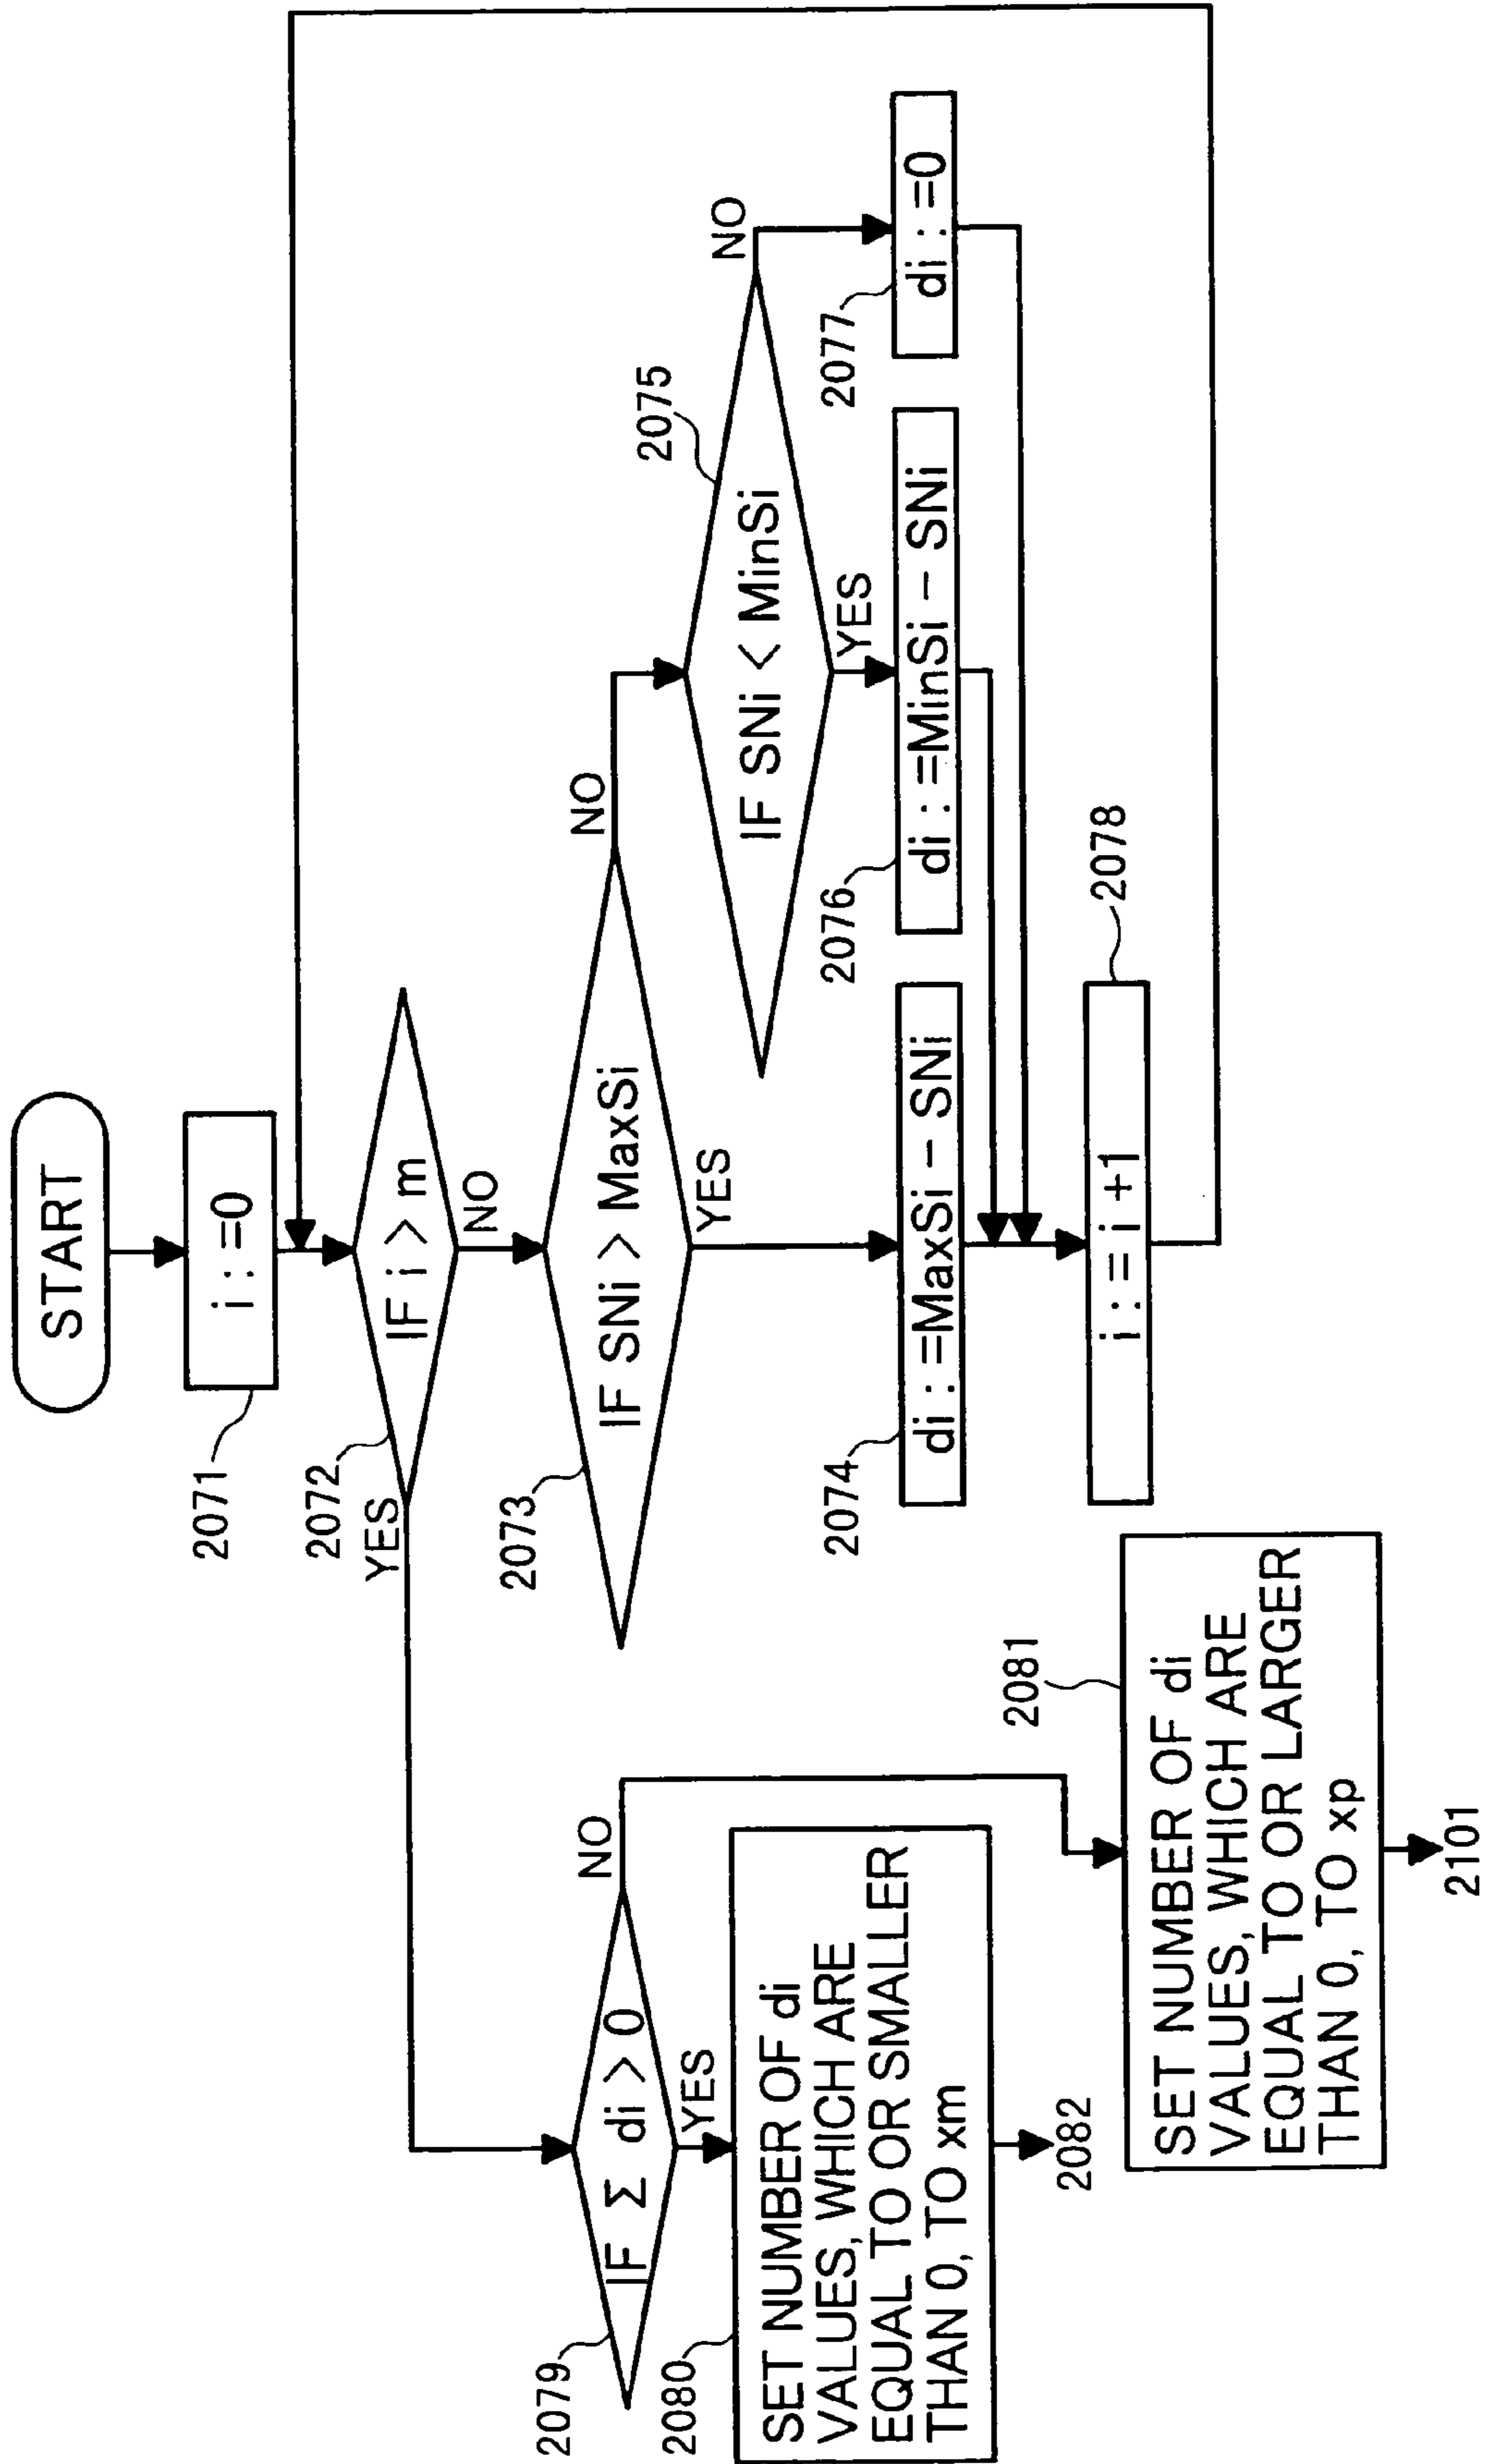 START
2071
i : =0
2072
IF i > m
YES
NO
2073
IF SNi > MaxSi
NO
YES
2075
IF SNi < MinSi
NO
YES
2074
di : =MaxSi – SNi
2076
di : =MinSi – SNi
2077
di : =0
2078
i : = i +1
2079
IF Σ di > 0
NO
YES
2080
SET NUMBER OF di
VALUES, WHICH ARE
EQUAL TO OR SMALLER
THAN 0, TO xm
2082
2081
SET NUMBER OF di
VALUES, WHICH ARE
EQUAL TO OR LARGER
THAN 0, TO xp
2101